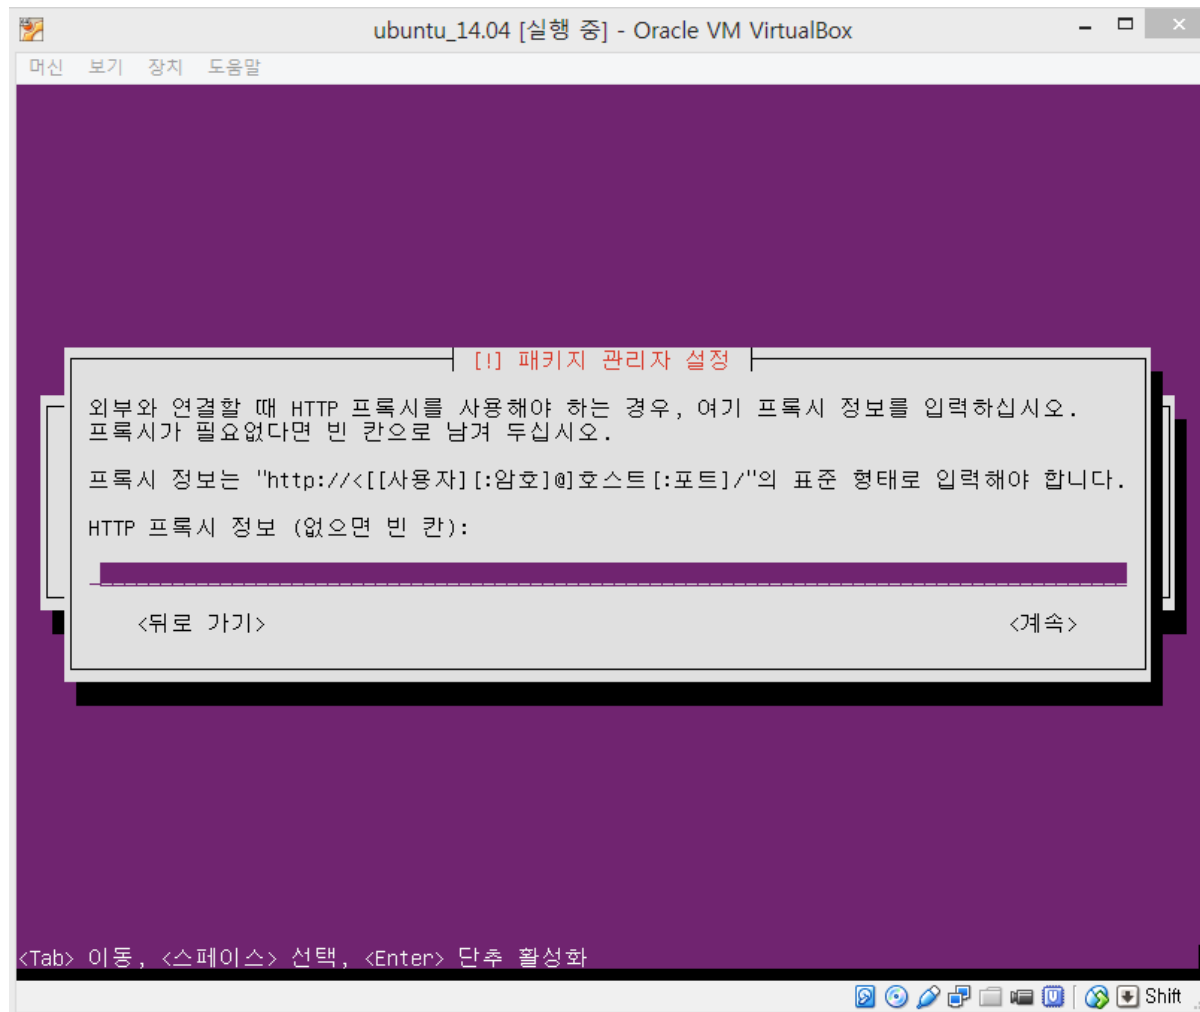 ubuntu_14.04 [실행 중] - Oracle VM VirtualBox
머신 보기 장치 도움말
[!] 패키지 관리자 설정
외부와 연결할 때 HTTP 프록시를 사용해야 하는 경우, 여기 프록시 정보를 입력하십시오.
프록시가 필요없다면 빈 칸으로 남겨 두십시오.
프록시 정보는 "http://<[[사용자][:암호]@]호스트[:포트]/"의 표준 형태로 입력해야 합니다.
HTTP 프록시 정보 (없으면 빈 칸):
<뒤로 가기> <계속>
<Tab> 이동, <스페이스> 선택, <Enter> 단추 활성화
Shift